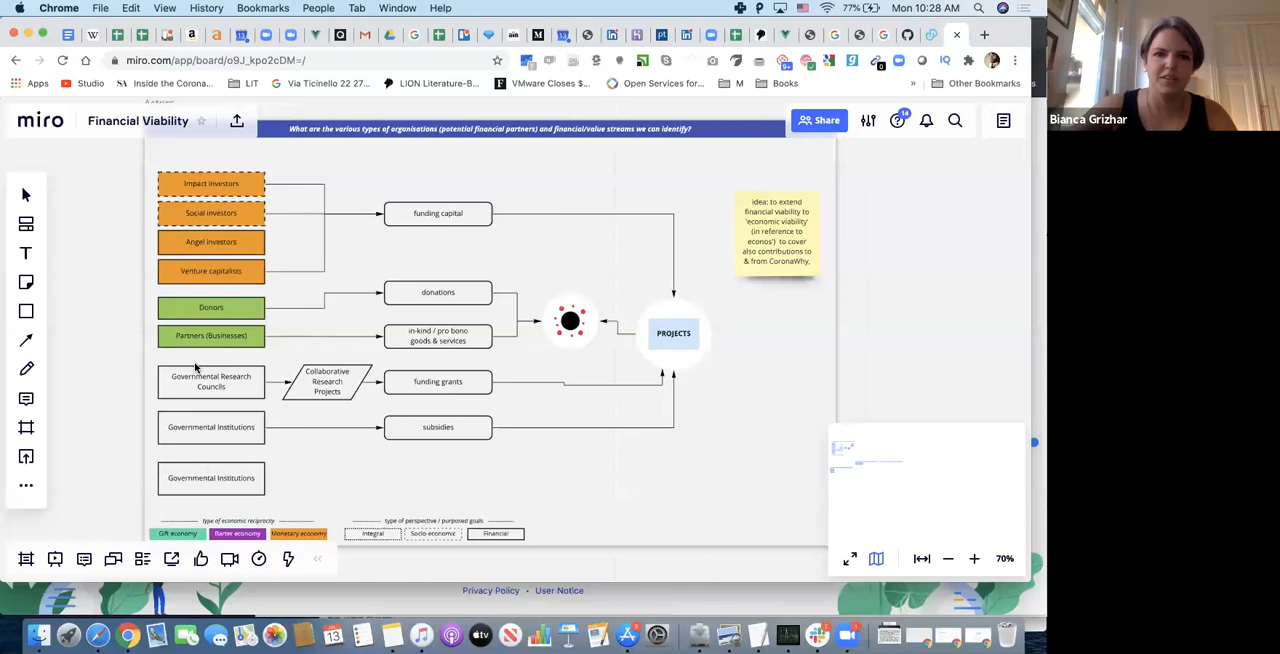 Chrome File Edit View History Bookmarks People Tab Window Help 77% Mon 10:28 AM
miro.com/app/board/o9J_kpo2cDM=/
Apps Studio Inside the Corona... LIT Via Ticinello 22 27... LION Literature-B... VMware Closes $... Open Services for... M Books » Other Bookmarks
Actors
miro Financial Viability Share 14
What are the various types of organisations (potential financial partners) and financial/value streams we can identify?
Impact investors
Social investors
Angel investors
Venture capitalists
funding capital
Donors
donations
Partners (Businesses)
in-kind / pro bono
goods & services
PROJECTS
Governmental Research
Councils
Collaborative
Research
Projects
funding grants
Governmental Institutions
subsidies
Governmental Institutions
idea: to extend
financial viability to
'economic viability'
(in reference to
econos') to cover
also contributions to
& from CoronaWhy,
type of economic reciprocity
Gift economy Barter economy Monetary economy
type of perspective / purposed goals
Integral Socio economic Financial
70%
Privacy Policy · User Notice
Bianca Grizhar